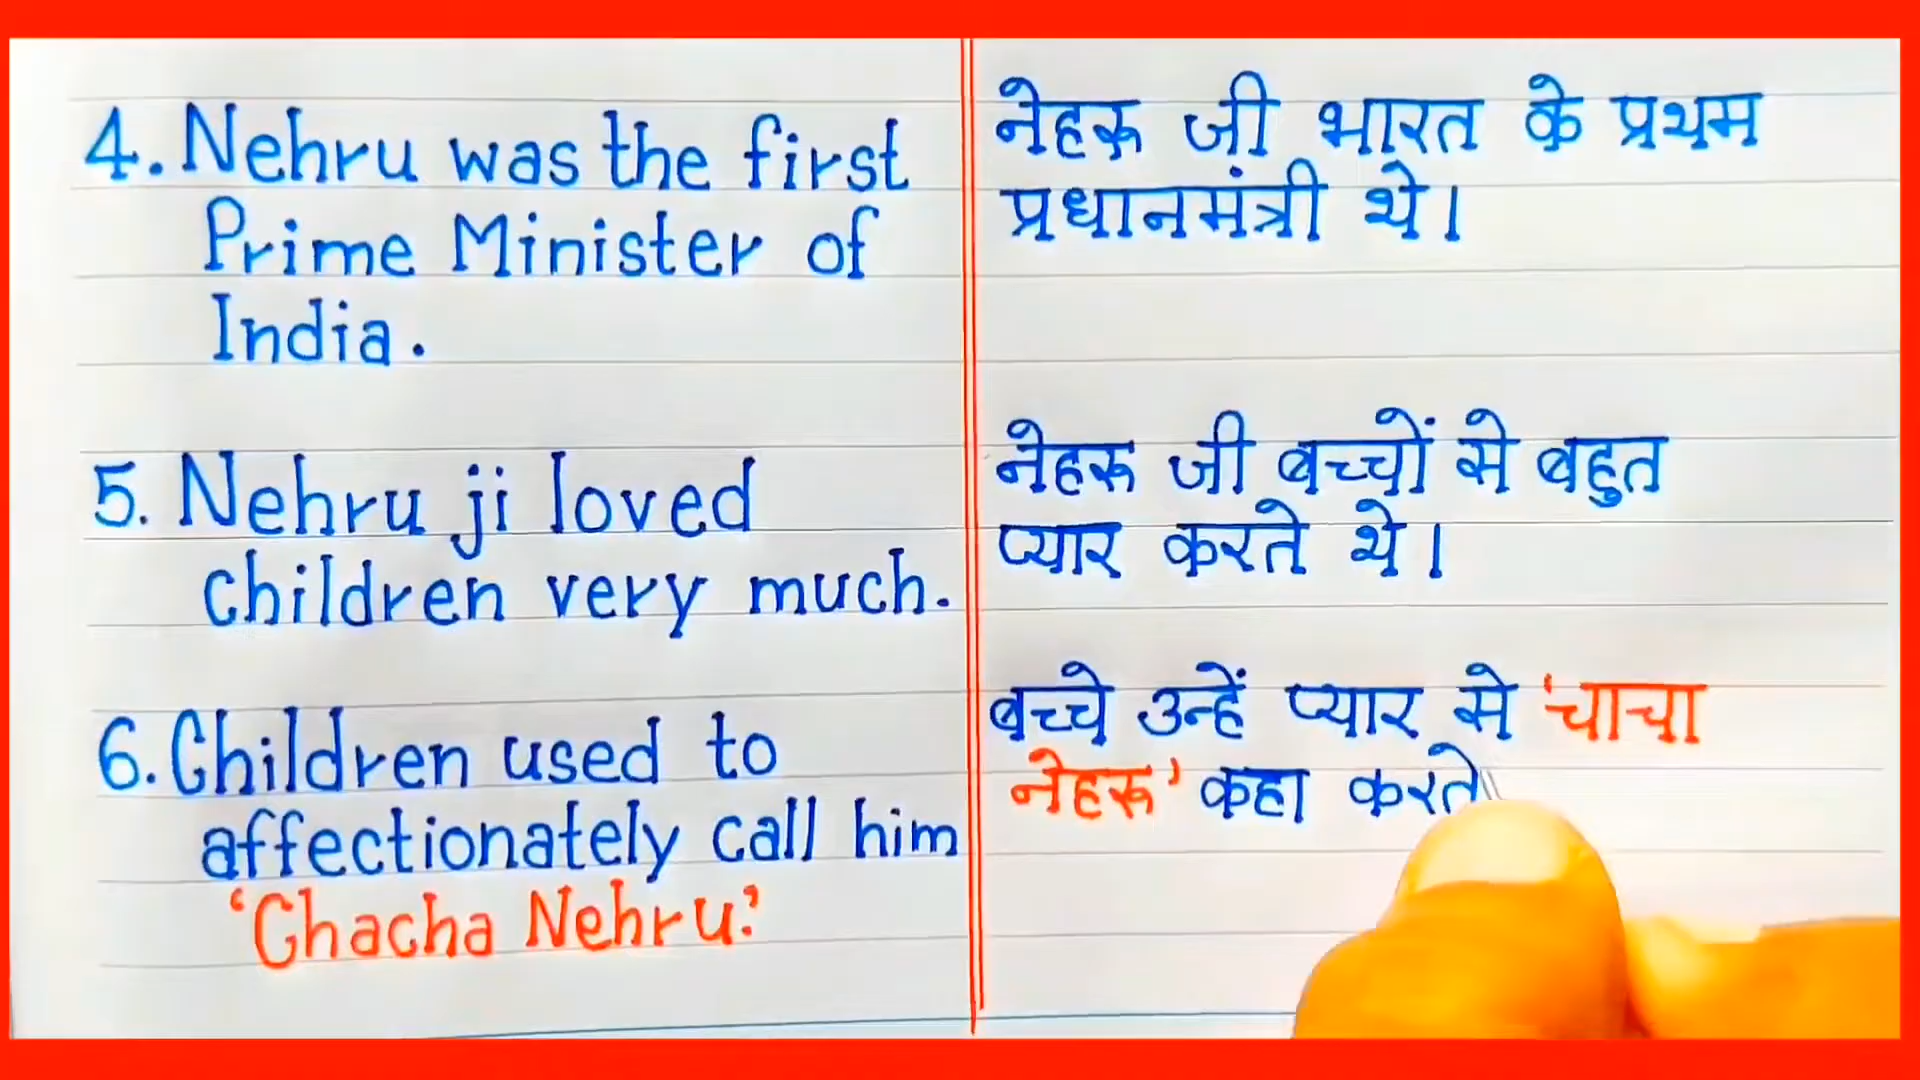 4. Nehru was the first
Prime Minister of
India.
5. Nehru ji loved
children very much.
6. Children used to
affectionately call him
‘Chacha Nehru.’
नेहरू जी भारत के प्रथम
प्रधानमंत्री थे।
नेहरू जी बच्चों से बहुत
प्यार करते थे।
बच्चे उन्हें प्यार से ‘चाचा
नेहरू’ कहा करते